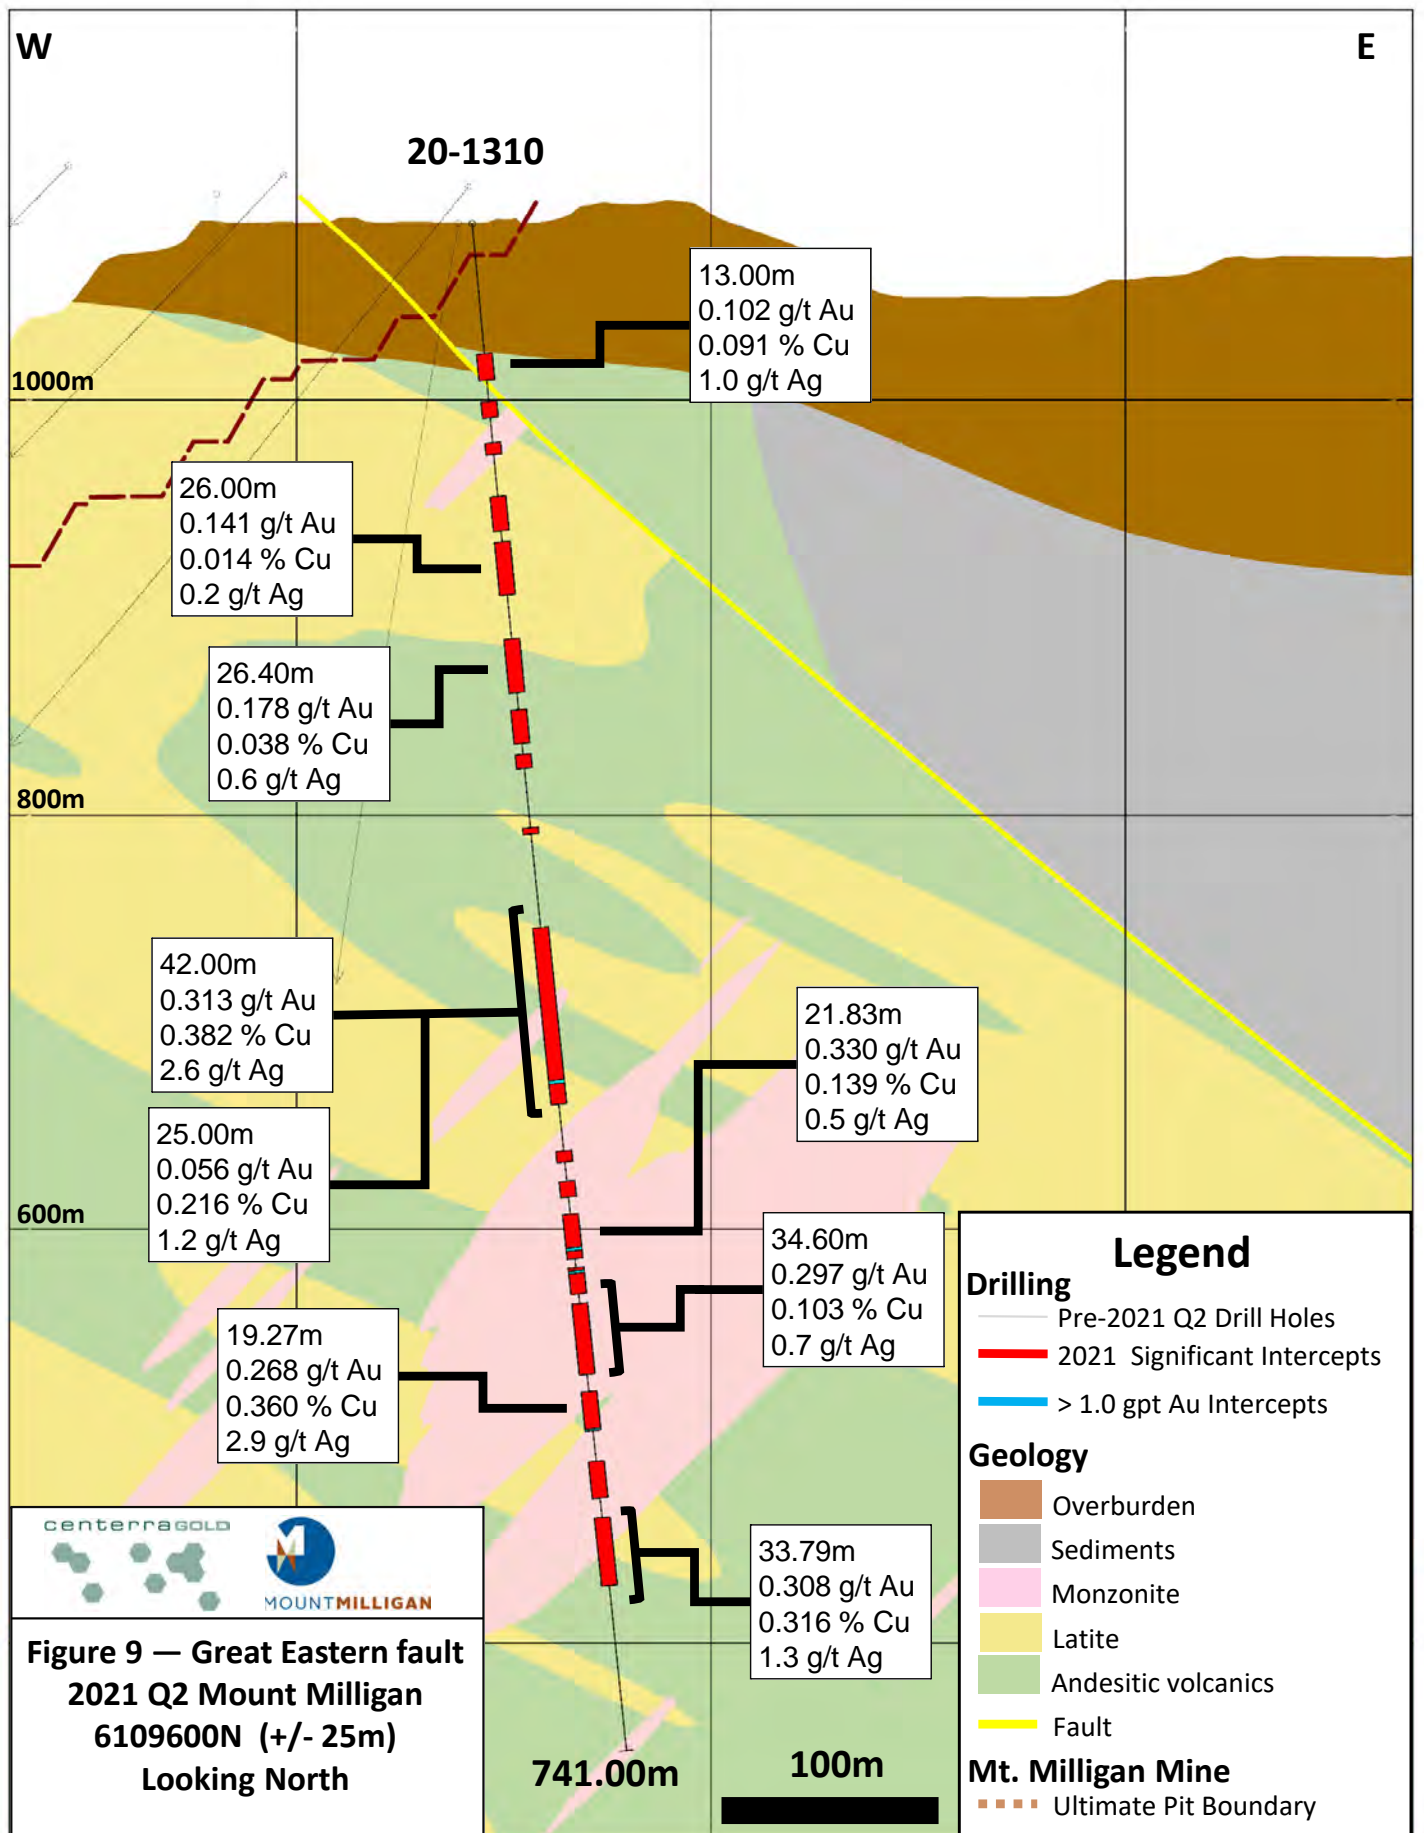 W
E
20-1310
13.00m
0.102 g/t Au
0.091 % Cu
1.0 g/t Ag
1000m
26.00m
0.141 g/t Au
0.014 % Cu
0.2 g/t Ag
26.40m
0.178 g/t Au
0.038 % Cu
0.6 g/t Ag
800m
42.00m
0.313 g/t Au
0.382 % Cu
2.6 g/t Ag
21.83m
0.330 g/t Au
0.139 % Cu
0.5 g/t Ag
25.00m
0.056 g/t Au
0.216 % Cu
1.2 g/t Ag
600m
34.60m
0.297 g/t Au
0.103 % Cu
0.7 g/t Ag
19.27m
0.268 g/t Au
0.360 % Cu
2.9 g/t Ag
33.79m
0.308 g/t Au
0.316 % Cu
1.3 g/t Ag
741.00m
100m
centerraGOLD
MOUNTMILLIGAN
Figure 9 — Great Eastern fault
2021 Q2 Mount Milligan
6109600N (+/- 25m)
Looking North
Legend
Drilling
Pre-2021 Q2 Drill Holes
2021 Significant Intercepts
> 1.0 gpt Au Intercepts
Geology
Overburden
Sediments
Monzonite
Latite
Andesitic volcanics
Fault
Mt. Milligan Mine
Ultimate Pit Boundary